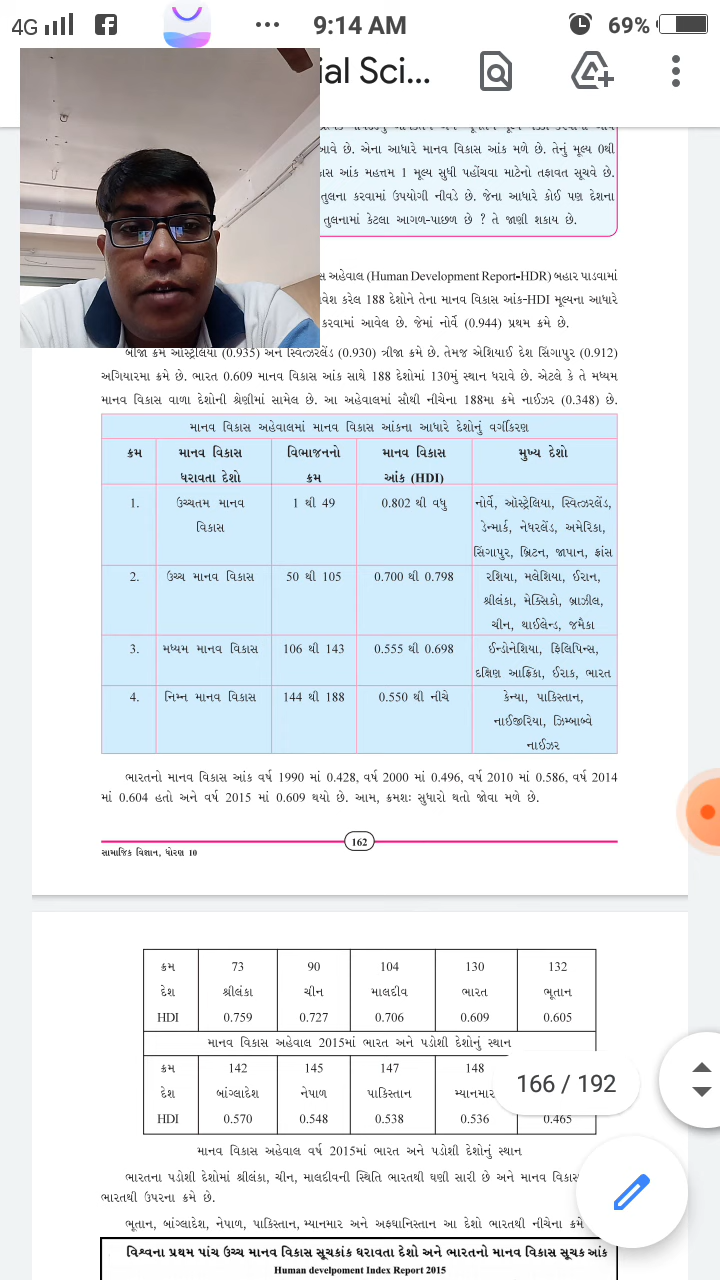 4G
9:14 AM
69%
ial Sci...
આવે છે. એના આધારે માનવ વિકાસ આંક મળે છે. તેનું મૂલ્ય 0થી
આંક મહત્તમ 1 મૂલ્ય સુધી પહોંચવા માટેનો તફાવત સૂચવે છે.
તુલના કરવામાં ઉપયોગી નીવડે છે. જેના આધારે કોઈ પણ દેશના
તુલનામાં કેટલા આગળ-પાછળ છે ? તે જાણી શકાય છે.
સ અહેવાલ (Human Development Report-HDR) બહાર પાડવામાં
વેશ કરેલ 188 દેશોને તેના માનવ વિકાસ આંક-HDI મૂલ્યના આધારે
કરવામાં આવેલ છે. જેમાં નોર્વે (0.944) પ્રથમ ક્રમે છે.
બીજા ક્રમે ઑસ્ટ્રેલિયા (0.935) અને સ્વિત્ઝરલેંડ (0.930) ત્રીજા ક્રમે છે. તેમજ એશિયાઈ દેશ સિંગાપુર (0.912)
અગિયારમા ક્રમે છે. ભારત 0.609 માનવ વિકાસ આંક સાથે 188 દેશોમાં 130મું સ્થાન ધરાવે છે. એટલે કે તે મધ્યમ
માનવ વિકાસ વાળા દેશોની શ્રેણીમાં સામેલ છે. આ અહેવાલમાં સૌથી નીચેના 188મા ક્રમે નાઈઝર (0.348) છે.
માનવ વિકાસ અહેવાલમાં માનવ વિકાસ આંકના આધારે દેશોનું વર્ગીકરણ
ક્રમ માનવ વિકાસ વિભાજનનો માનવ વિકાસ મુખ્ય દેશો
ધરાવતા દેશો ક્રમ આંક (HDI)
1. ઉચ્ચતમ માનવ 1 થી 49 0.802 થી વધુ નોર્વે, ઑસ્ટ્રેલિયા, સ્વિત્ઝરલેંડ,
વિકાસ ડેન્માર્ક, નેધરલેંડ, અમેરિકા,
સિંગાપુર, બ્રિટન, જાપાન, ફ્રાંસ
2. ઉચ્ચ માનવ વિકાસ 50 થી 105 0.700 થી 0.798 રશિયા, મલેશિયા, ઈરાન,
શ્રીલંકા, મેક્સિકો, બ્રાઝીલ,
ચીન, થાઈલેન્ડ, જમૈકા
3. મધ્યમ માનવ વિકાસ 106 થી 143 0.555 થી 0.698 ઈન્ડોનેશિયા, ફિલિપિન્સ,
દક્ષિણ આફ્રિકા, ઈરાક, ભારત
4. નિમ્ન માનવ વિકાસ 144 થી 188 0.550 થી નીચે કેન્યા, પાકિસ્તાન,
નાઈજીરિયા, ઝિમ્બાબ્વે
નાઈઝર
ભારતનો માનવ વિકાસ આંક વર્ષ 1990 માં 0.428, વર્ષ 2000 માં 0.496, વર્ષ 2010 માં 0.586, વર્ષ 2014
માં 0.604 હતો અને વર્ષ 2015 માં 0.609 થયો છે. આમ, ક્રમશઃ સુધારો થતો જોવા મળે છે.
162
સામાજિક વિજ્ઞાન, ધોરણ 10
ક્રમ 73 90 104 130 132
દેશ શ્રીલંકા ચીન માલદીવ ભારત ભૂતાન
HDI 0.759 0.727 0.706 0.609 0.605
માનવ વિકાસ અહેવાલ 2015માં ભારત અને પડોશી દેશોનું સ્થાન
ક્રમ 142 145 147 148
દેશ બાંગ્લાદેશ નેપાળ પાકિસ્તાન મ્યાનમાર
HDI 0.570 0.548 0.538 0.536 0.465
166 / 192
માનવ વિકાસ અહેવાલ વર્ષ 2015માં ભારત અને પડોશી દેશોનું સ્થાન
ભારતના પડોશી દેશોમાં શ્રીલંકા, ચીન, માલદીવની સ્થિતિ ભારતથી ઘણી સારી છે અને માનવ વિકાસ
ભારતથી ઉપરના ક્રમે છે.
ભૂતાન, બાંગ્લાદેશ, નેપાળ, પાકિસ્તાન, મ્યાનમાર અને અફઘાનિસ્તાન આ દેશો ભારતથી નીચેના ક્રમે
વિશ્વના પ્રથમ પાંચ ઉચ્ચ માનવ વિકાસ સૂચકાંક ધરાવતા દેશો અને ભારતનો માનવ વિકાસ સૂચક આંક
Human develpoment Index Report 2015